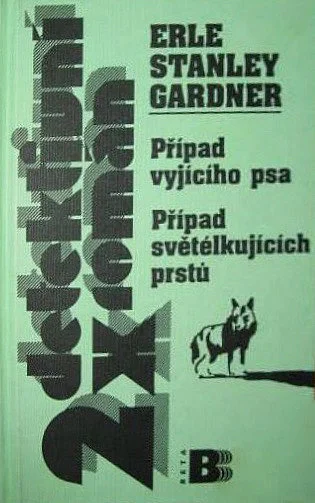 ERLE
STANLEY
GARDNER
Případ
vyjícího psa
Případ
světélkujících
prstů
2x detektivní
román
BETA
B